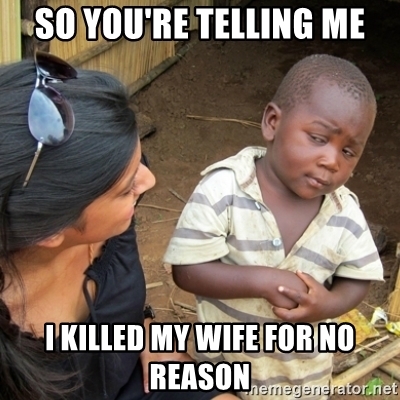 SO YOU'RE TELLING ME
I KILLED MY WIFE FOR NO
REASON
memegenerator.net